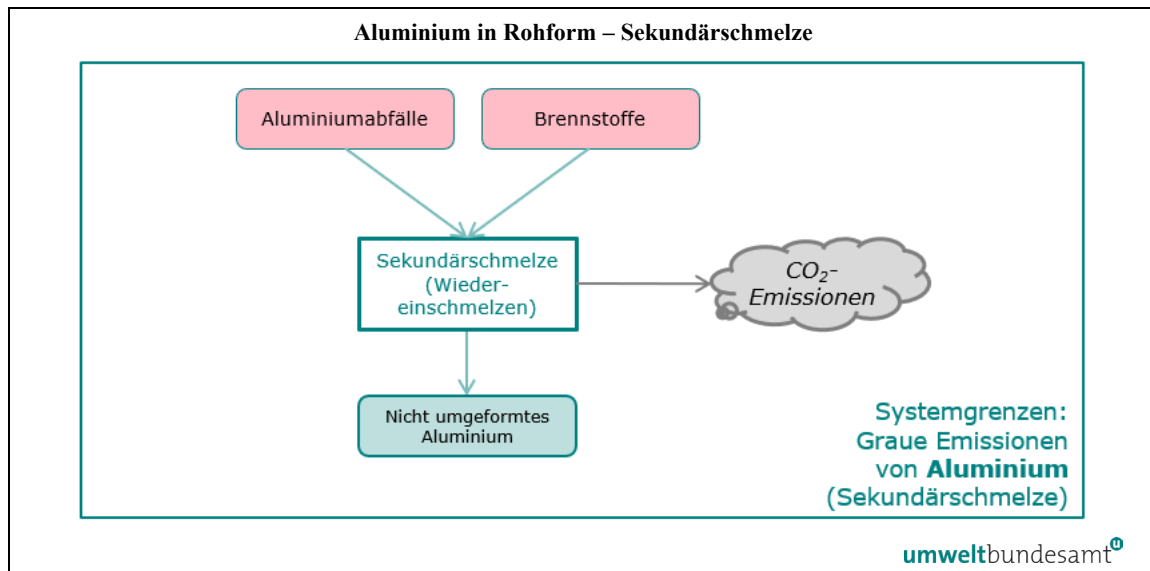 Aluminium in Rohform – Sekundärschmelze
Aluminiumabfälle
Brennstoffe
Sekundärschmelze
(Wieder-
einschmelzen)
CO₂-
Emissionen
Nicht umgeformtes
Aluminium
Systemgrenzen:
Graue Emissionen
von Aluminium
(Sekundärschmelze)
umweltbundesamt
u